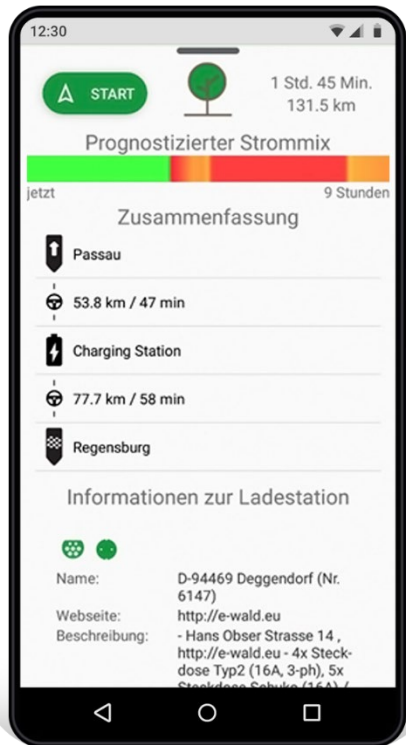 12:30
START
1 Std. 45 Min.
131.5 km
Prognostizierter Strommix
jetzt
9 Stunden
Zusammenfassung
Passau
53.8 km / 47 min
Charging Station
77.7 km / 58 min
Regensburg
Informationen zur Ladestation
Name: D-94469 Deggendorf (Nr.
6147)
Webseite: http://e-wald.eu
Beschreibung: - Hans Obser Strasse 14 ,
http://e-wald.eu - 4x Steck-
dose Typ2 (16A, 3-ph), 5x
Steckdose Schuko (16A) /